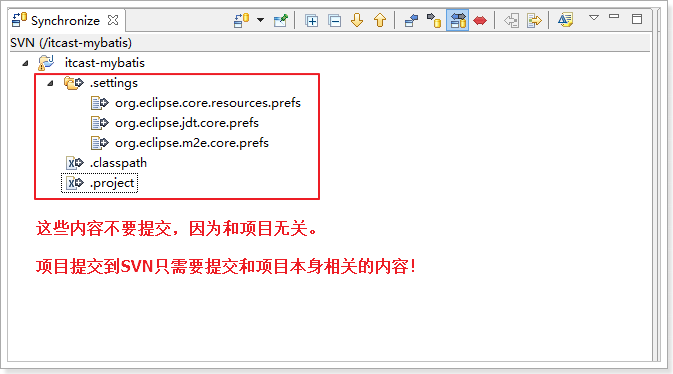 Synchronize
SVN (/itcast-mybatis)
itcast-mybatis
.settings
org.eclipse.core.resources.prefs
org.eclipse.jdt.core.prefs
org.eclipse.m2e.core.prefs
.classpath
.project
这些内容不要提交，因为和项目无关。
项目提交到SVN只需要提交和项目本身相关的内容！